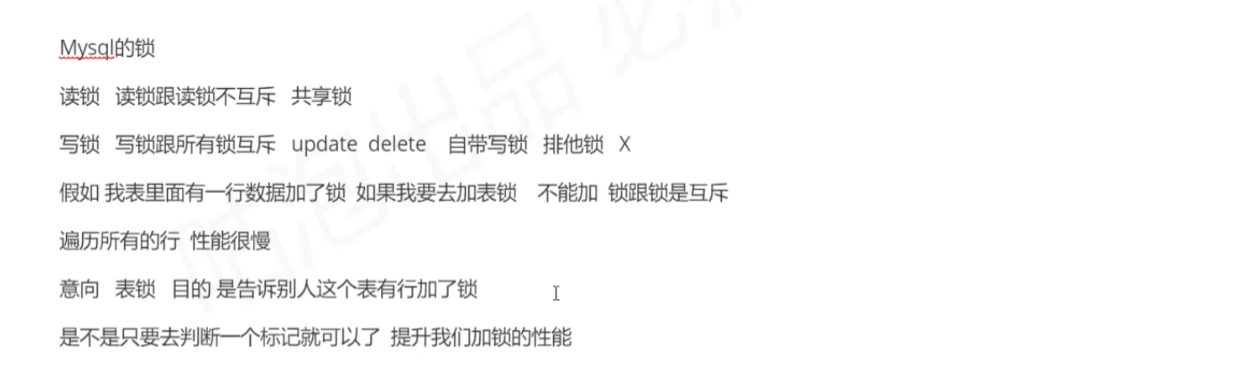 Mysql的锁
读锁 读锁跟读锁不互斥 共享锁
写锁 写锁跟所有锁互斥 update delete 自带写锁 排他锁 X
假如 我表里面有一行数据加了锁 如果我要去加表锁 不能加 锁跟锁是互斥
遍历所有的行 性能很慢
意向 表锁 目的 是告诉别人这个表有行加了锁
是不是只要去判断一个标记就可以了 提升我们加锁的性能